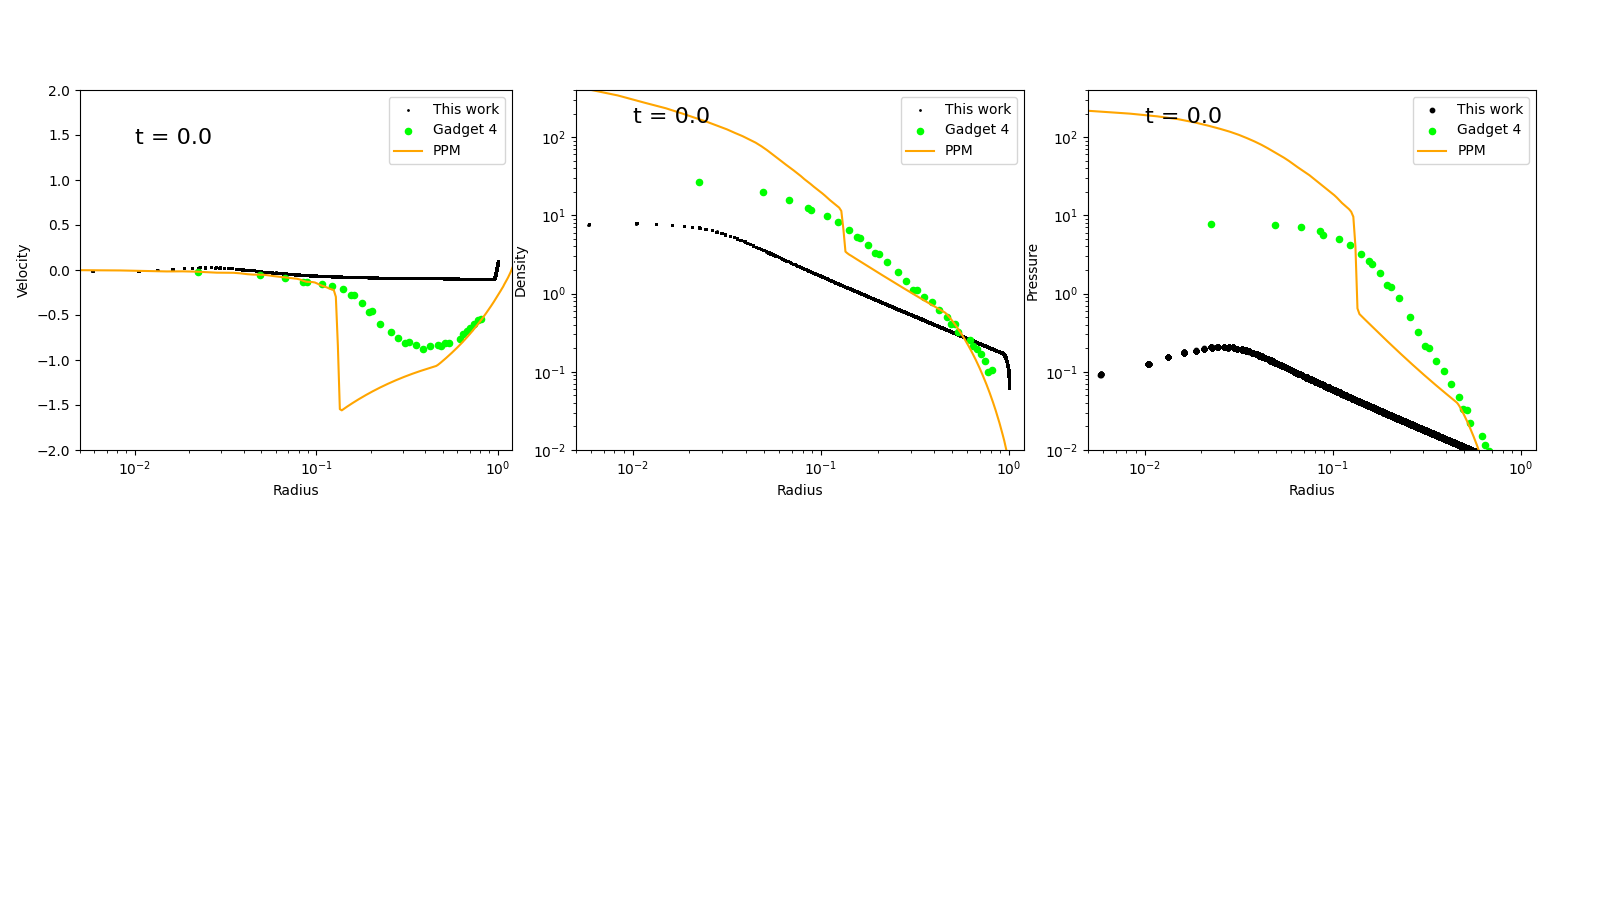 2.0
1.5
1.0
0.5
0.0
−0.5
−1.0
−1.5
−2.0
Velocity
t = 0.0
This work
Gadget 4
PPM
10⁻²
10⁻¹
10⁰
Radius
10²
10¹
10⁰
10⁻¹
10⁻²
Density
t = 0.0
This work
Gadget 4
PPM
10⁻²
10⁻¹
10⁰
Radius
10²
10¹
10⁰
10⁻¹
10⁻²
Pressure
t = 0.0
This work
Gadget 4
PPM
10⁻²
10⁻¹
10⁰
Radius